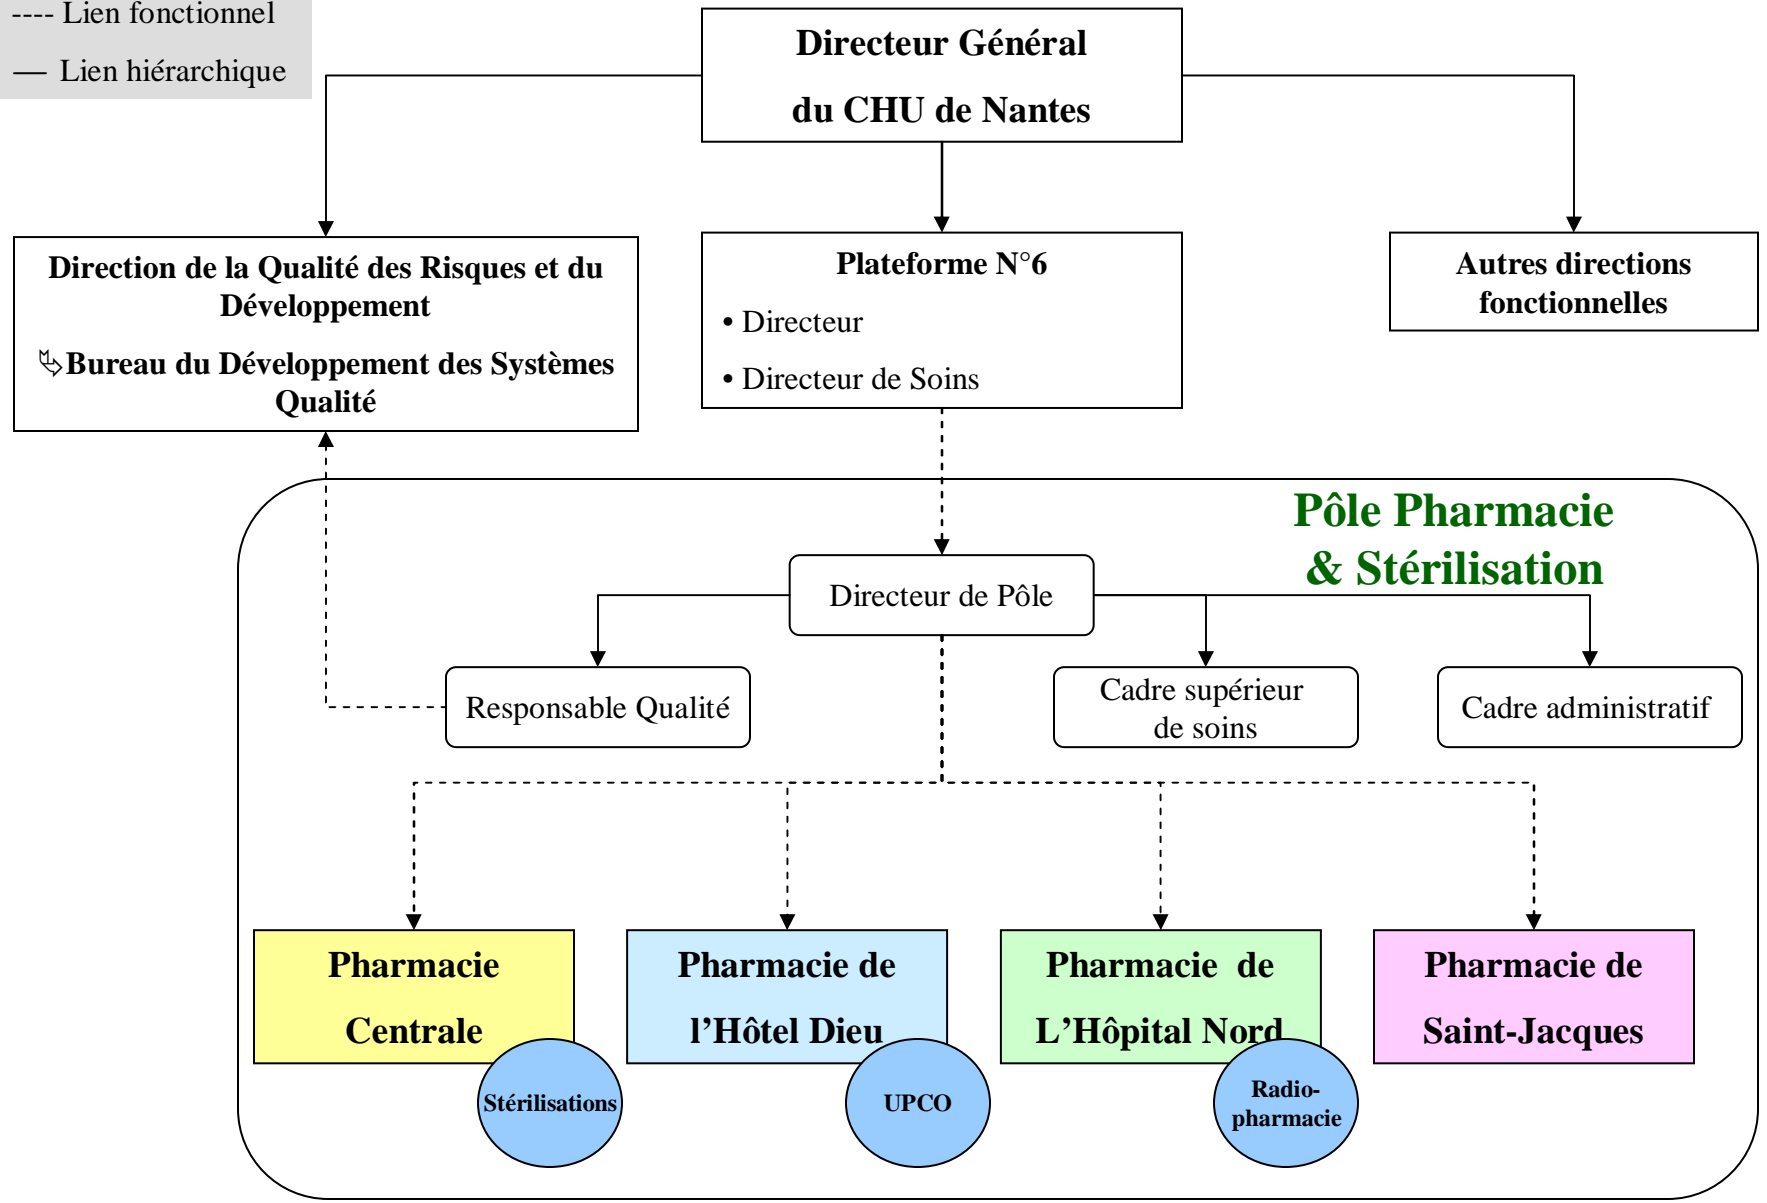 ---- Lien fonctionnel
— Lien hiérarchique
Directeur Général
du CHU de Nantes
Direction de la Qualité des Risques et du
Développement
⮱Bureau du Développement des Systèmes
Qualité
Plateforme N°6
• Directeur
• Directeur de Soins
Autres directions
fonctionnelles
Pôle Pharmacie
& Stérilisation
Directeur de Pôle
Responsable Qualité
Cadre supérieur
de soins
Cadre administratif
Pharmacie
Centrale
Stérilisations
Pharmacie de
l’Hôtel Dieu
UPCO
Pharmacie de
L’Hôpital Nord
Radio-
pharmacie
Pharmacie de
Saint-Jacques